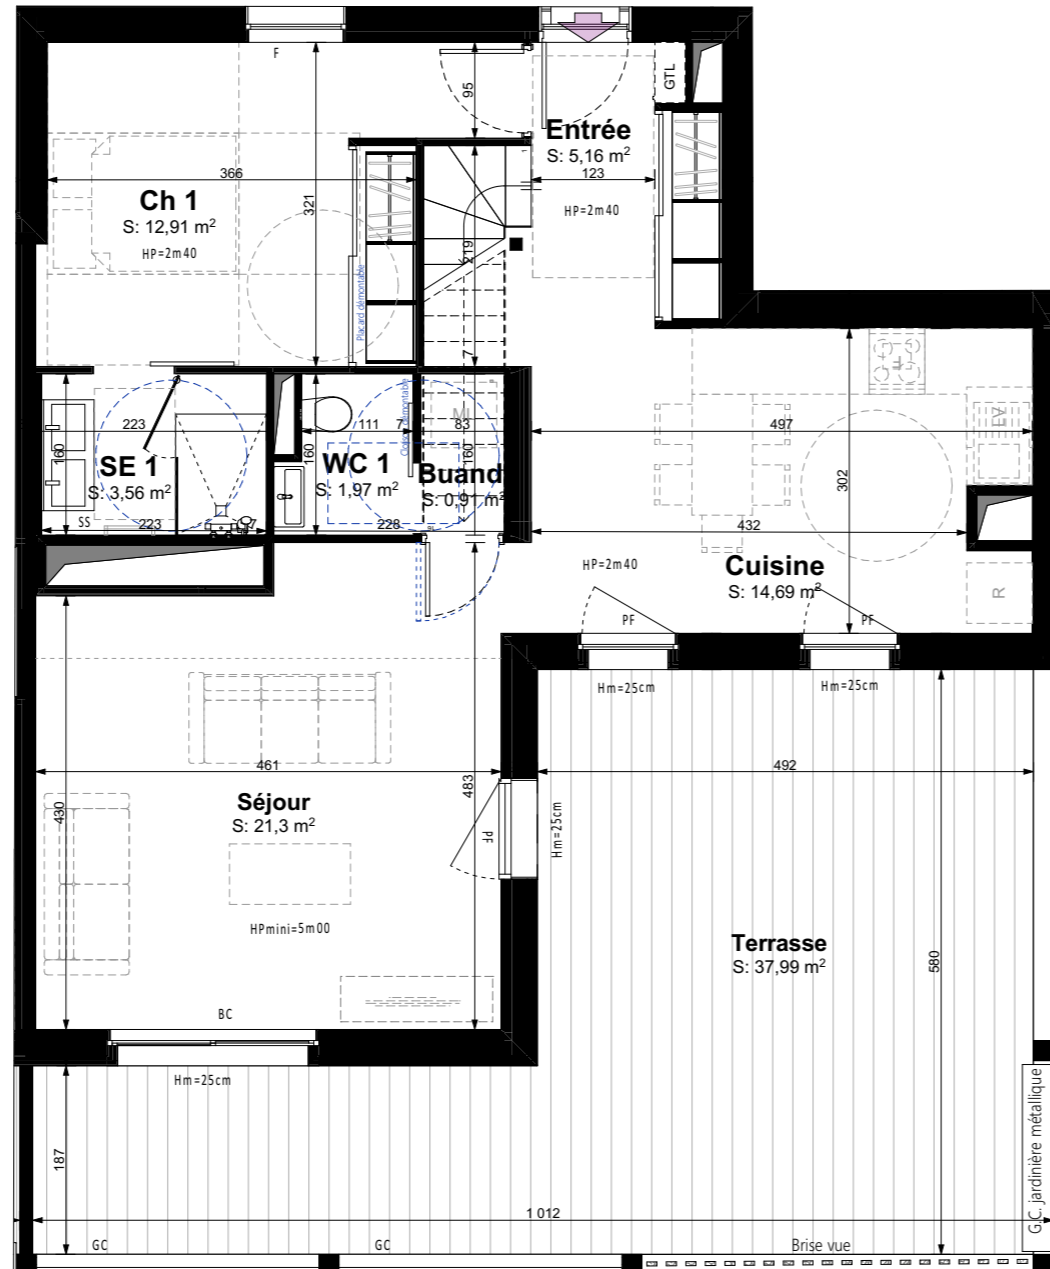 F
95
GTL
Entrée
S: 5,16 m²
123
HP=2m40
366
Ch 1
S: 12,91 m²
HP=2m40
321
219
Placard démontable
7
223
160
SE 1
S: 3,56 m²
SS
223
111
7
83
160
WC 1
S: 1,97 m²
228
Cloison démontable
160
Buand
S: 0,91 m²
497
302
432
LV
HP=2m40
Cuisine
S: 14,69 m²
R
PF
PF
Hm=25cm
Hm=25cm
461
492
430
483
Séjour
S: 21,3 m²
PF
Hm=25cm
HPmini=5m00
Terrasse
S: 37,99 m²
580
BC
Hm=25cm
187
1 012
G.C. jardinière métallique
GC
GC
Brise vue